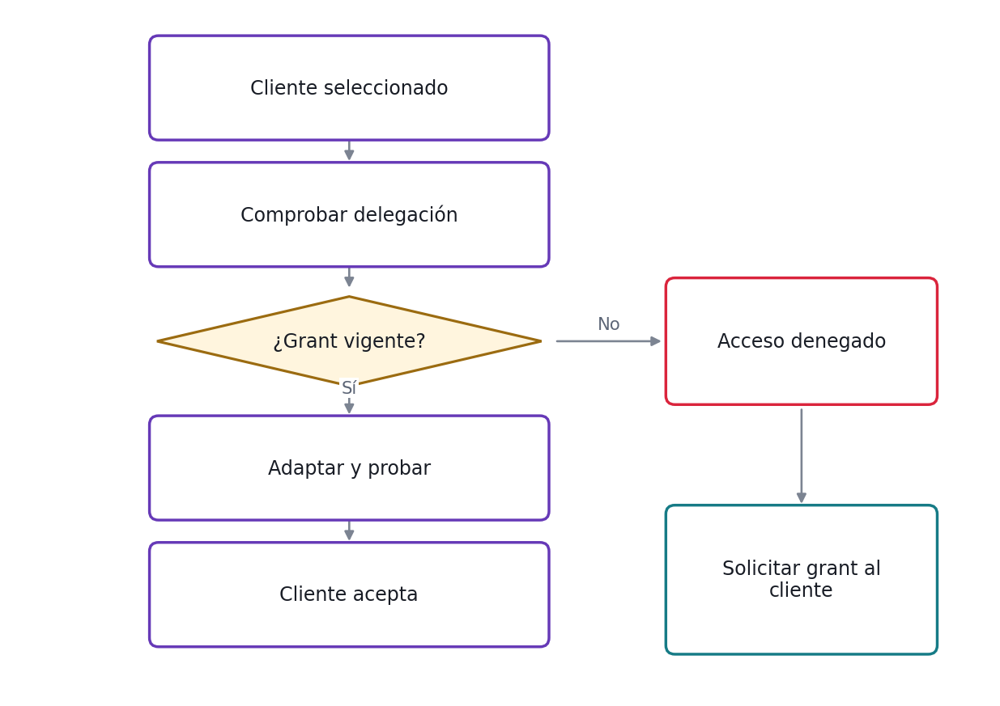 Cliente seleccionado
Comprobar delegación
¿Grant vigente?
No
Acceso denegado
Sí
Adaptar y probar
Solicitar grant al
cliente
Cliente acepta